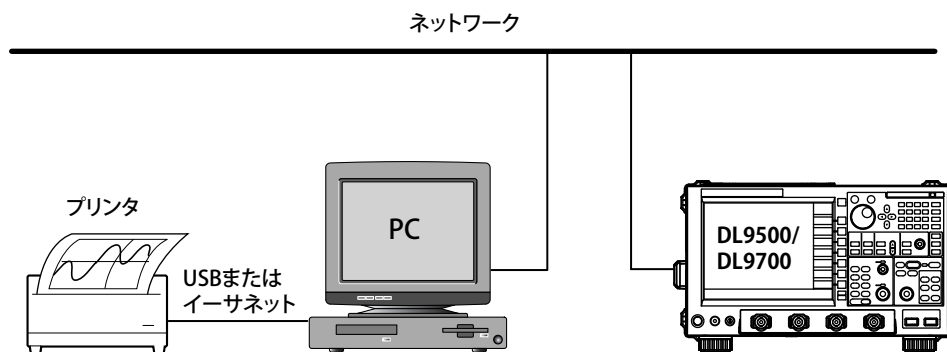 ネットワーク
プリンタ
USBまたは
イーサネット
PC
DL9500/
DL9700